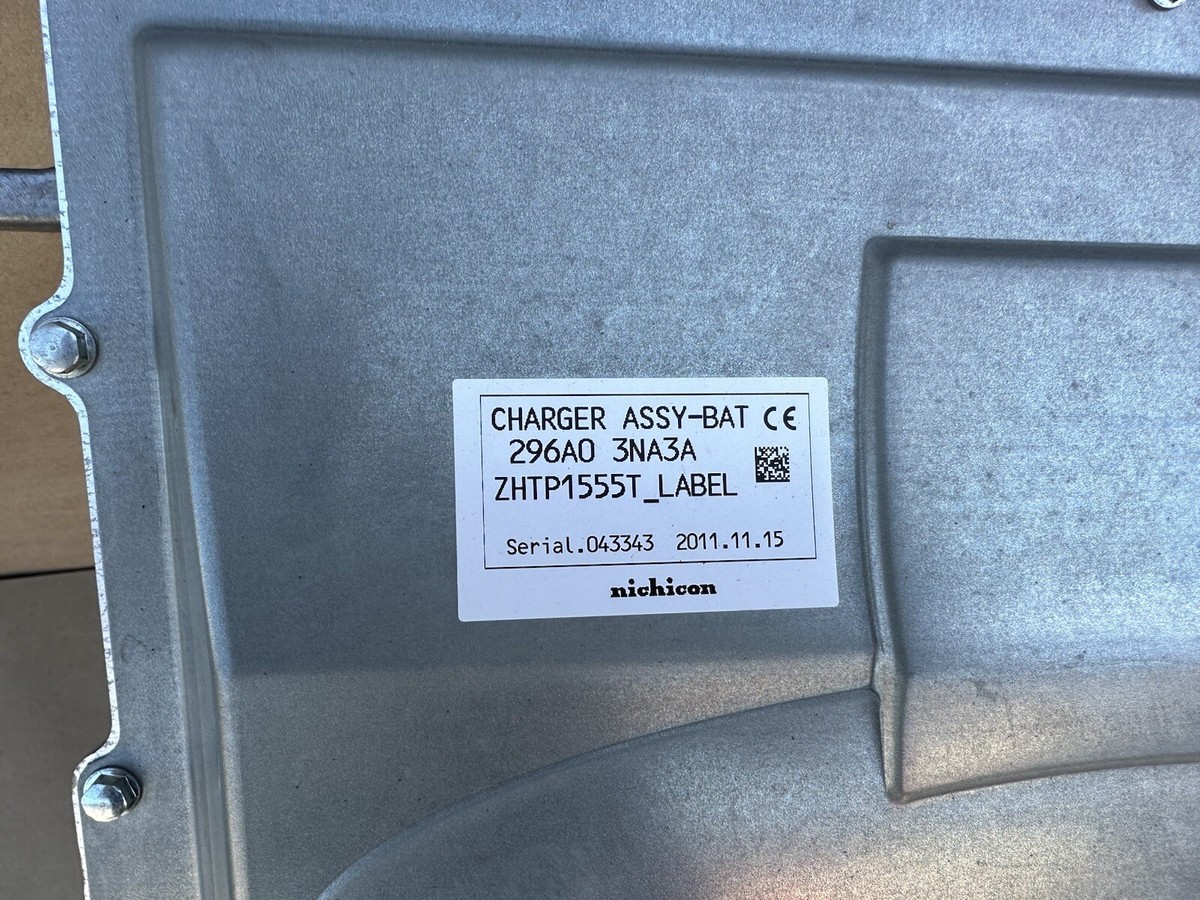 CHARGER ASSY-BAT CE
296A0 3NA3A
ZHTP1555T_LABEL
Serial.043343 2011.11.15
nichicon